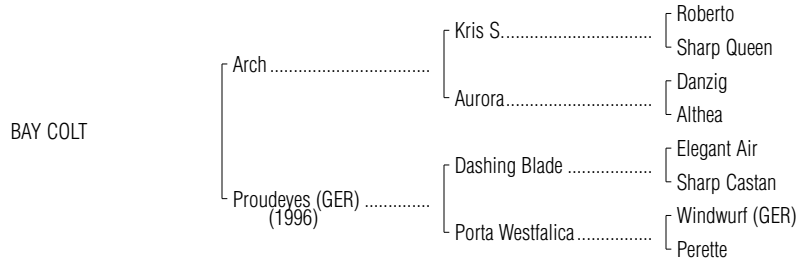 Roberto
Kris S.
Sharp Queen
Arch
Danzig
Aurora
Althea
BAY COLT
Elegant Air
Dashing Blade
Sharp Castan
Proudeyes (GER)
(1996)
Windwurf (GER)
Porta Westfalica
Perette